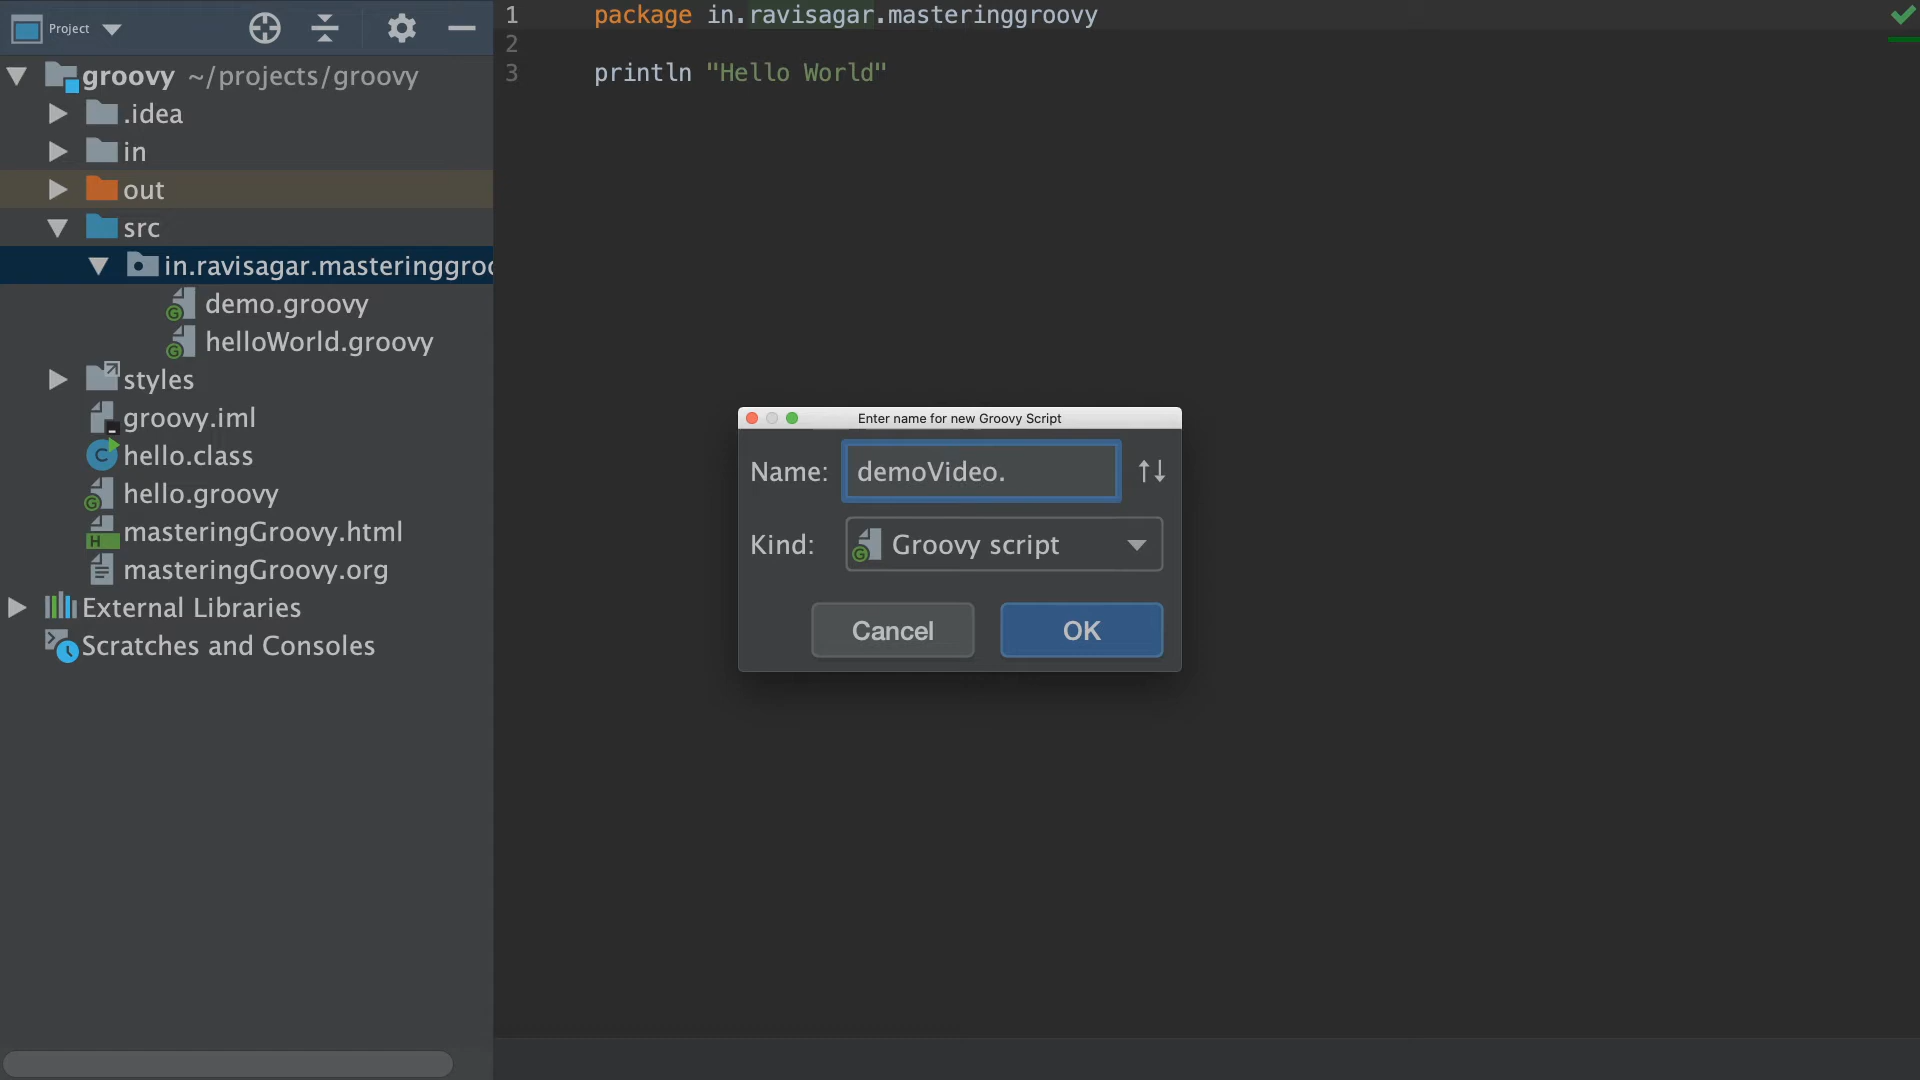 Project
groovy ~/projects/groovy
.idea
in
out
src
in.ravisagar.masteringgroo
demo.groovy
helloWorld.groovy
styles
groovy.iml
hello.class
hello.groovy
masteringGroovy.html
masteringGroovy.org
External Libraries
Scratches and Consoles
1 package in.ravisagar.masteringgroovy
2
3 println "Hello World"
Enter name for new Groovy Script
Name: demoVideo.
Kind: Groovy script
Cancel OK